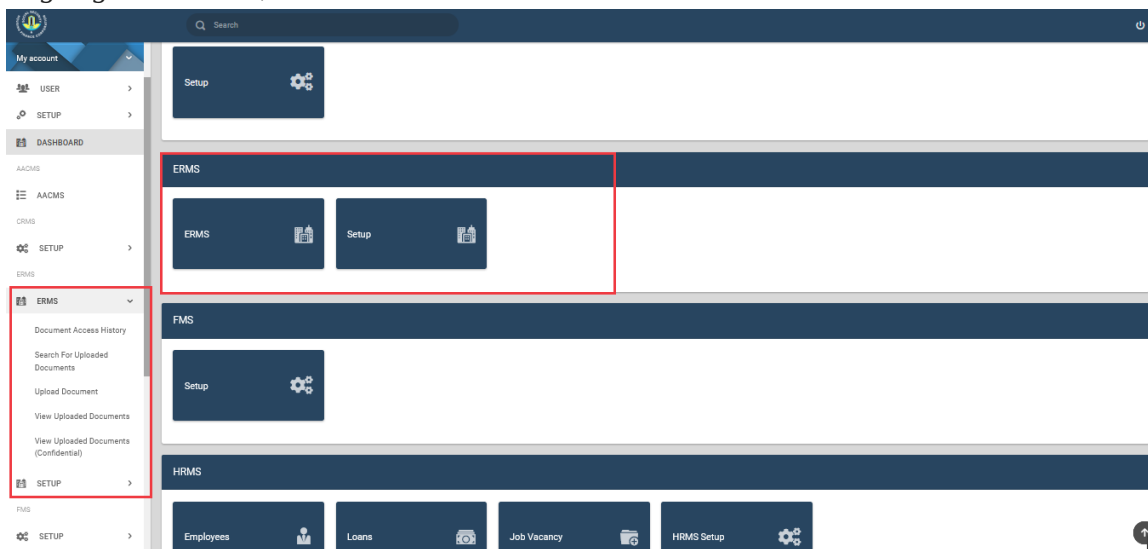 Search
My account
USER
SETUP
DASHBOARD
AACMS
AACMS
CRMS
SETUP
ERMS
ERMS
Document Access History
Search For Uploaded
Documents
Upload Document
View Uploaded Documents
View Uploaded Documents
(Confidential)
SETUP
FMS
SETUP
Setup
ERMS
ERMS
Setup
FMS
Setup
HRMS
Employees
Loans
Job Vacancy
HRMS Setup